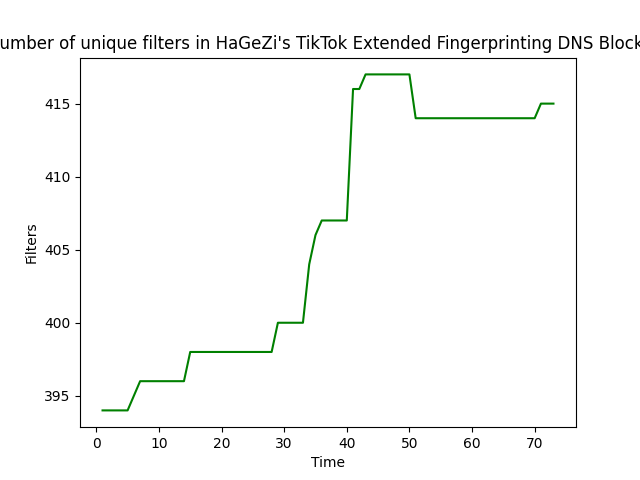 umber of unique filters in HaGeZi's TikTok Extended Fingerprinting DNS Block
415
410
405
400
395
Filters
0 10 20 30 40 50 60 70
Time